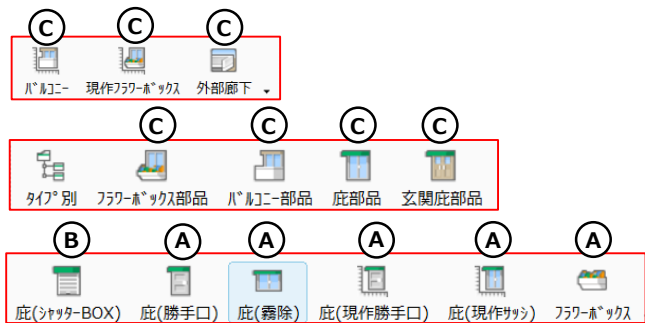 C C C
ﾊﾞﾙｺﾆｰ 現作ﾌﾗﾜｰﾎﾞｯｸｽ 外部廊下
C C C C
ﾀｲﾌﾟ別 ﾌﾗﾜｰﾎﾞｯｸｽ部品 ﾊﾞﾙｺﾆｰ部品 庇部品 玄関庇部品
B A A A A A
庇(ｼｬｯﾀｰBOX) 庇(勝手口) 庇(霧除) 庇(現作勝手口) 庇(現作ｻｯｼ) ﾌﾗﾜｰﾎﾞｯｸｽ